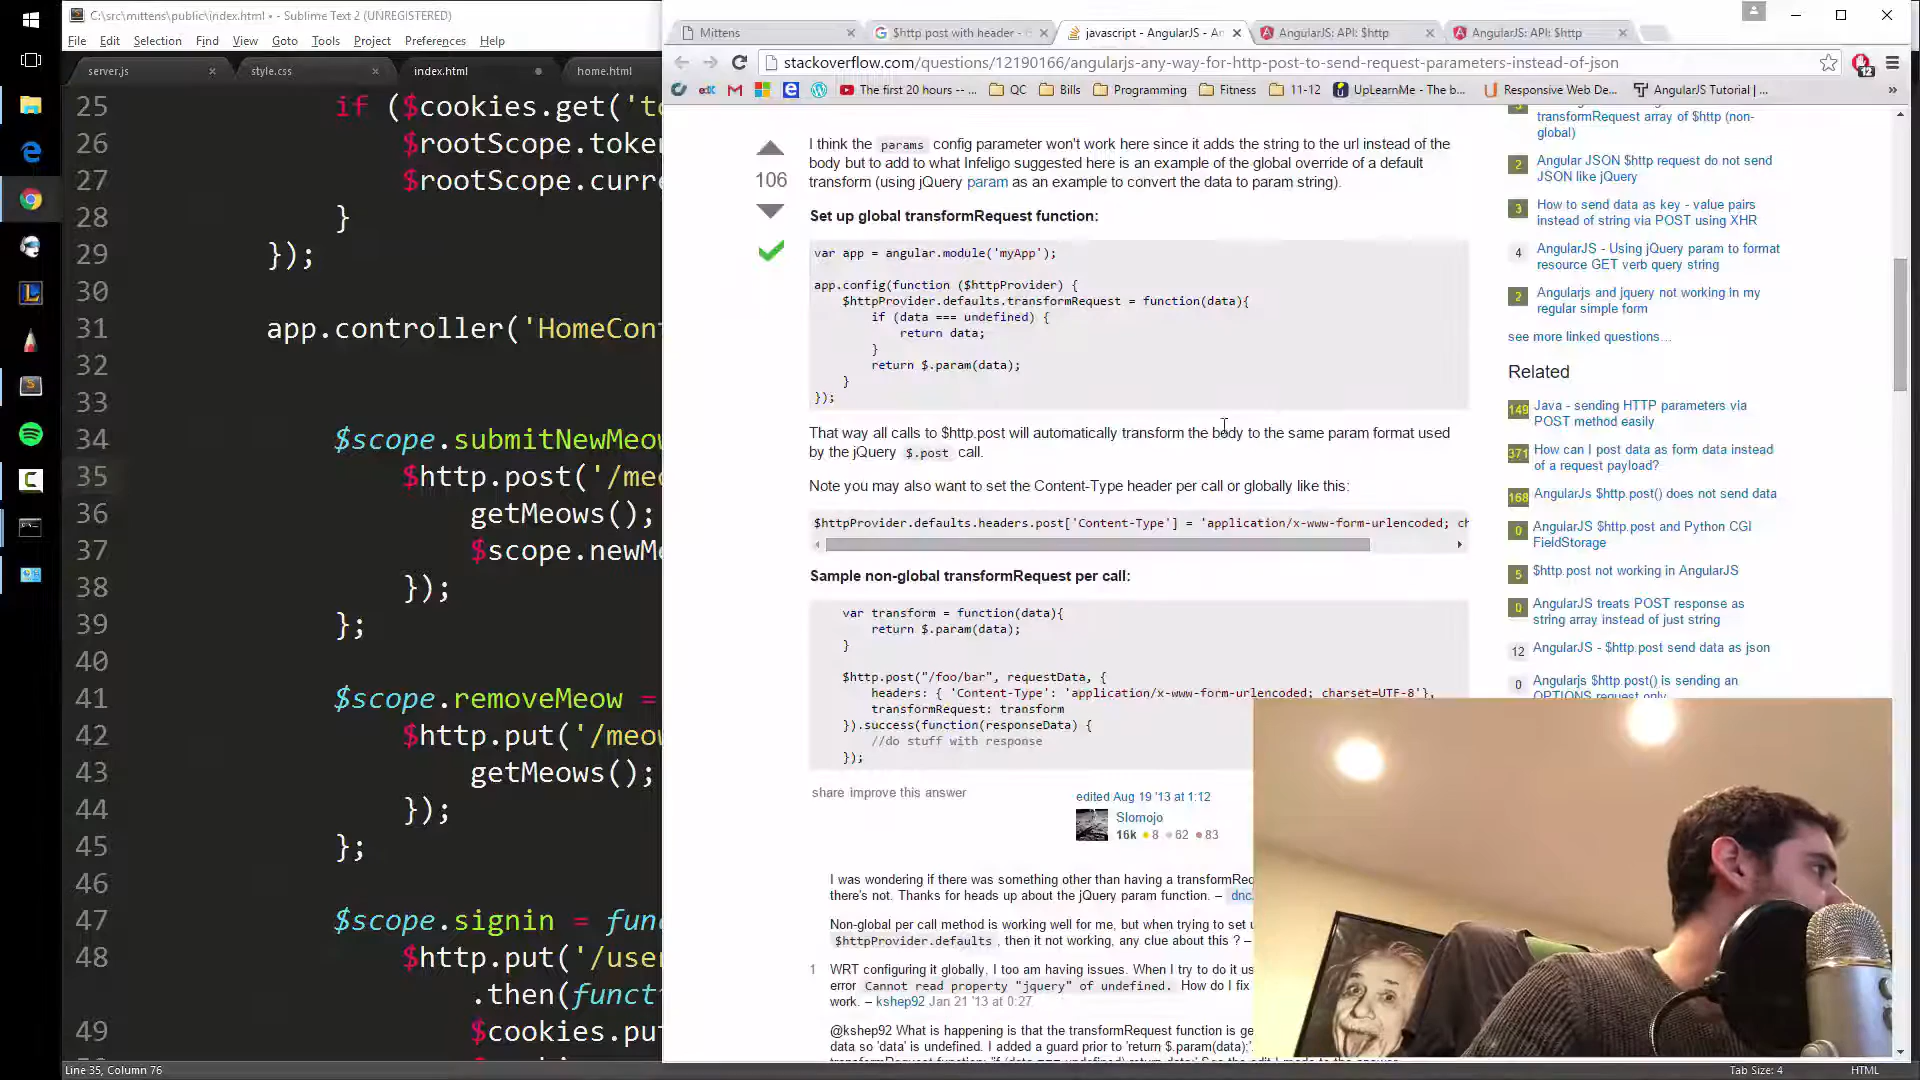 C:\src\mittens\public\index.html • - Sublime Text 2 (UNREGISTERED)
File Edit Selection Find View Goto Tools Project Preferences Help
server.js
style.css
index.html
home.html
25 if ($cookies.get('to
26 $rootScope.token
27 $rootScope.curre
28 }
29 });
30
31 app.controller('HomeCont
32
33
34 $scope.submitNewMeow
35 $http.post('/meo
36 getMeows();
37 $scope.newMe
38 });
39 };
40
41 $scope.removeMeow =
42 $http.put('/meow
43 getMeows();
44 });
45 };
46
47 $scope.signin = func
48 $http.put('/user
.then(funct
49 $cookies.put
Line 35, Column 76
Mittens
$http post with header - G
javascript - AngularJS - An
AngularJS: API: $http
AngularJS: API: $http
stackoverflow.com/questions/12190166/angularjs-any-way-for-http-post-to-send-request-parameters-instead-of-json
12
The first 20 hours -- ...
QC
Bills
Programming
Fitness
11-12
UpLearnMe - The b...
Responsive Web De...
AngularJS Tutorial | ...
»
106
I think the params config parameter won't work here since it adds the string to the url instead of the
body but to add to what Infeligo suggested here is an example of the global override of a default
transform (using jQuery param as an example to convert the data to param string).
Set up global transformRequest function:
var app = angular.module('myApp');
app.config(function ($httpProvider) {
$httpProvider.defaults.transformRequest = function(data){
if (data === undefined) {
return data;
}
return $.param(data);
}
});
That way all calls to $http.post will automatically transform the body to the same param format used
by the jQuery $.post call.
Note you may also want to set the Content-Type header per call or globally like this:
$httpProvider.defaults.headers.post['Content-Type'] = 'application/x-www-form-urlencoded; ch
Sample non-global transformRequest per call:
var transform = function(data){
return $.param(data);
}
$http.post("/foo/bar", requestData, {
headers: { 'Content-Type': 'application/x-www-form-urlencoded; charset=UTF-8'},
transformRequest: transform
}).success(function(responseData) {
//do stuff with response
});
share improve this answer
edited Aug 19 '13 at 1:12
Slomojo
16k 8 62 83
I was wondering if there was something other than having a transformReq
there's not. Thanks for heads up about the jQuery param function. – dnc
Non-global per call method is working well for me, but when trying to set u
$httpProvider.defaults , then it not working, any clue about this ? –
1 WRT configuring it globally, I too am having issues. When I try to do it us
error Cannot read property "jquery" of undefined. How do I fix
work. – kshep92 Jan 21 '13 at 0:27
@kshep92 What is happening is that the transformRequest function is ge
data so 'data' is undefined. I added a guard prior to 'return $.param(data);'.
transformRequest array of $http (non-
global)
2 Angular JSON $http request do not send
JSON like jQuery
3 How to send data as key - value pairs
instead of string via POST using XHR
4 AngularJS - Using jQuery param to format
resource GET verb query string
2 Angularjs and jquery not working in my
regular simple form
see more linked questions…
Related
149 Java - sending HTTP parameters via
POST method easily
371 How can I post data as form data instead
of a request payload?
168 AngularJs $http.post() does not send data
0 AngularJS $http.post and Python CGI
FieldStorage
5 $http.post not working in AngularJS
0 AngularJS treats POST response as
string array instead of just string
12 AngularJS - $http.post send data as json
0 Angularjs $http.post() is sending an
OPTIONS request only
Tab Size: 4
HTML